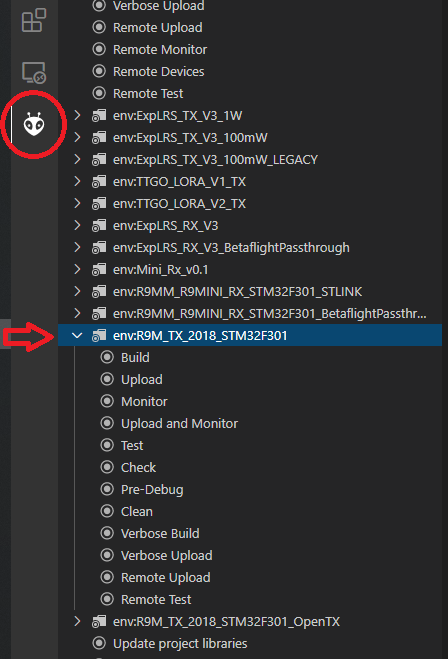 Verbose Upload
Remote Upload
Remote Monitor
Remote Devices
Remote Test
env:ExpLRS_TX_V3_1W
env:ExpLRS_TX_V3_100mW
env:ExpLRS_TX_V3_100mW_LEGACY
env:TTGO_LORA_V1_TX
env:TTGO_LORA_V2_TX
env:ExpLRS_RX_V3
env:ExpLRS_RX_V3_BetaflightPassthrough
env:Mini_Rx_v0.1
env:R9MM_R9MINI_RX_STM32F301_STLINK
env:R9MM_R9MINI_RX_STM32F301_BetaflightPassthr...
env:R9M_TX_2018_STM32F301
Build
Upload
Monitor
Upload and Monitor
Test
Check
Pre-Debug
Clean
Verbose Build
Verbose Upload
Remote Upload
Remote Test
env:R9M_TX_2018_STM32F301_OpenTX
Update project libraries